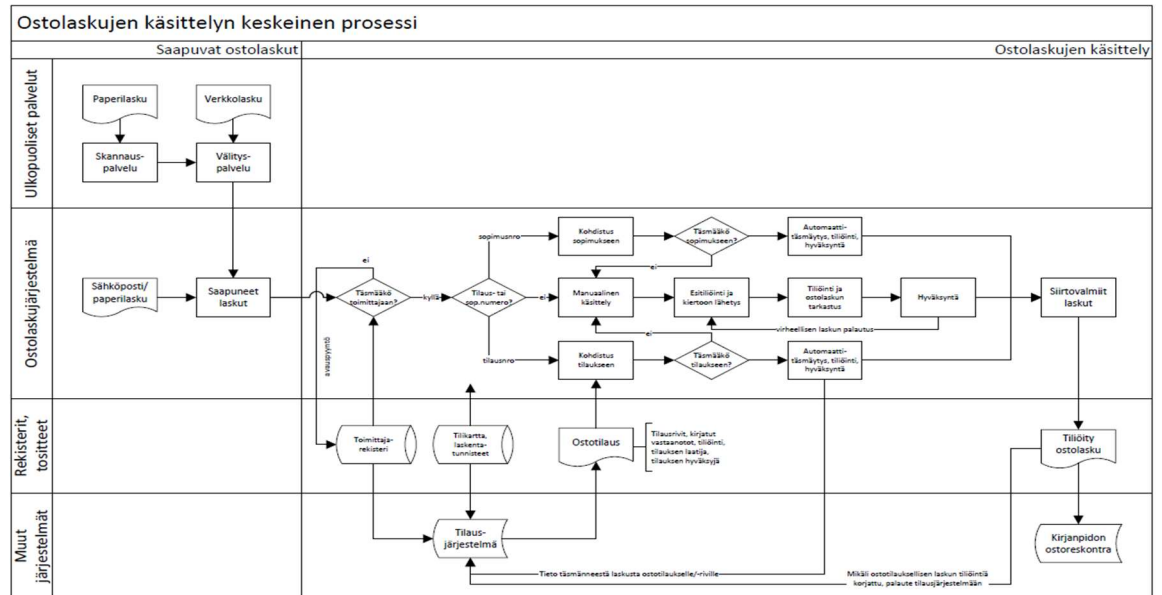 Ostolaskujen käsittelyn keskeinen prosessi
Saapuvat ostolaskut
Ostolaskujen käsittely
Ulkopuoliset palvelut
Paperilasku
Verkkolasku
Skannaus-
palvelu
Välitys-
palvelu
Ostolaskujärjestelmä
Sähköposti/
paperilasku
Saapuneet
laskut
ei
Täsmääkö
toimittajaan?
kyllä
avauspyyntö
Tilaus- tai
sop.numero?
sopimusnro
ei
tilausnro
Kohdistus
sopimukseen
Täsmääkö
sopimukseen?
Automaatti-
täsmäytys, tiliöinti,
hyväksyntä
ei
Manuaalinen
käsittely
Esitiliöinti ja
kiertoon lähetys
Tiliöinti ja
ostolaskun
tarkastus
Hyväksyntä
Siirtovalmiit
laskut
virheellisen laskun palautus
ei
Kohdistus
tilaukseen
Täsmääkö
tilaukseen?
Automaatti-
täsmäytys, tiliöinti,
hyväksyntä
Rekisterit,
tositteet
Toimittaja-
rekisteri
Tilikartta,
laskenta-
tunnisteet
Ostotilaus
Tilausrivit, kirjatut
vastaanotot, tiliöinti,
tilauksen laatija,
tilauksen hyväksyjä
Tiliöity
ostolasku
Muut
järjestelmät
Tilaus-
järjestelmä
Kirjanpidon
ostoreskontra
Tieto täsmänneestä laskusta ostotilaukselle/-riville
Mikäli ostotilauksellisen laskun tiliöintiä
korjattu, palaute tilausjärjestelmään